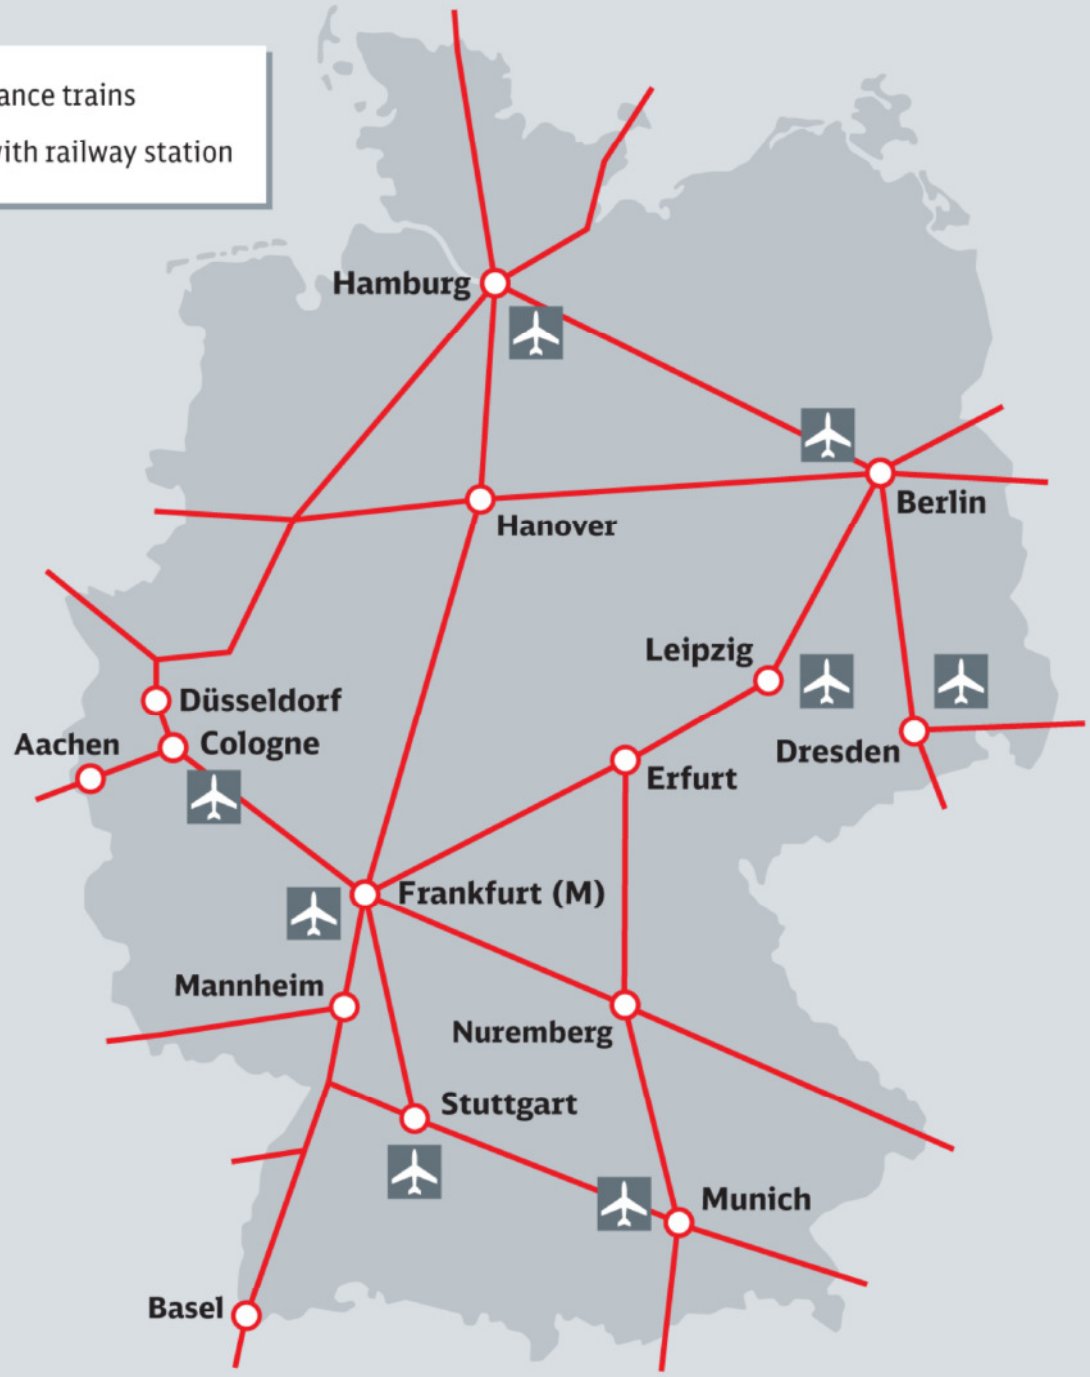 ance trains
with railway station
Hamburg
Berlin
Hanover
Leipzig
Düsseldorf
Aachen
Cologne
Dresden
Erfurt
Frankfurt (M)
Mannheim
Nuremberg
Stuttgart
Munich
Basel